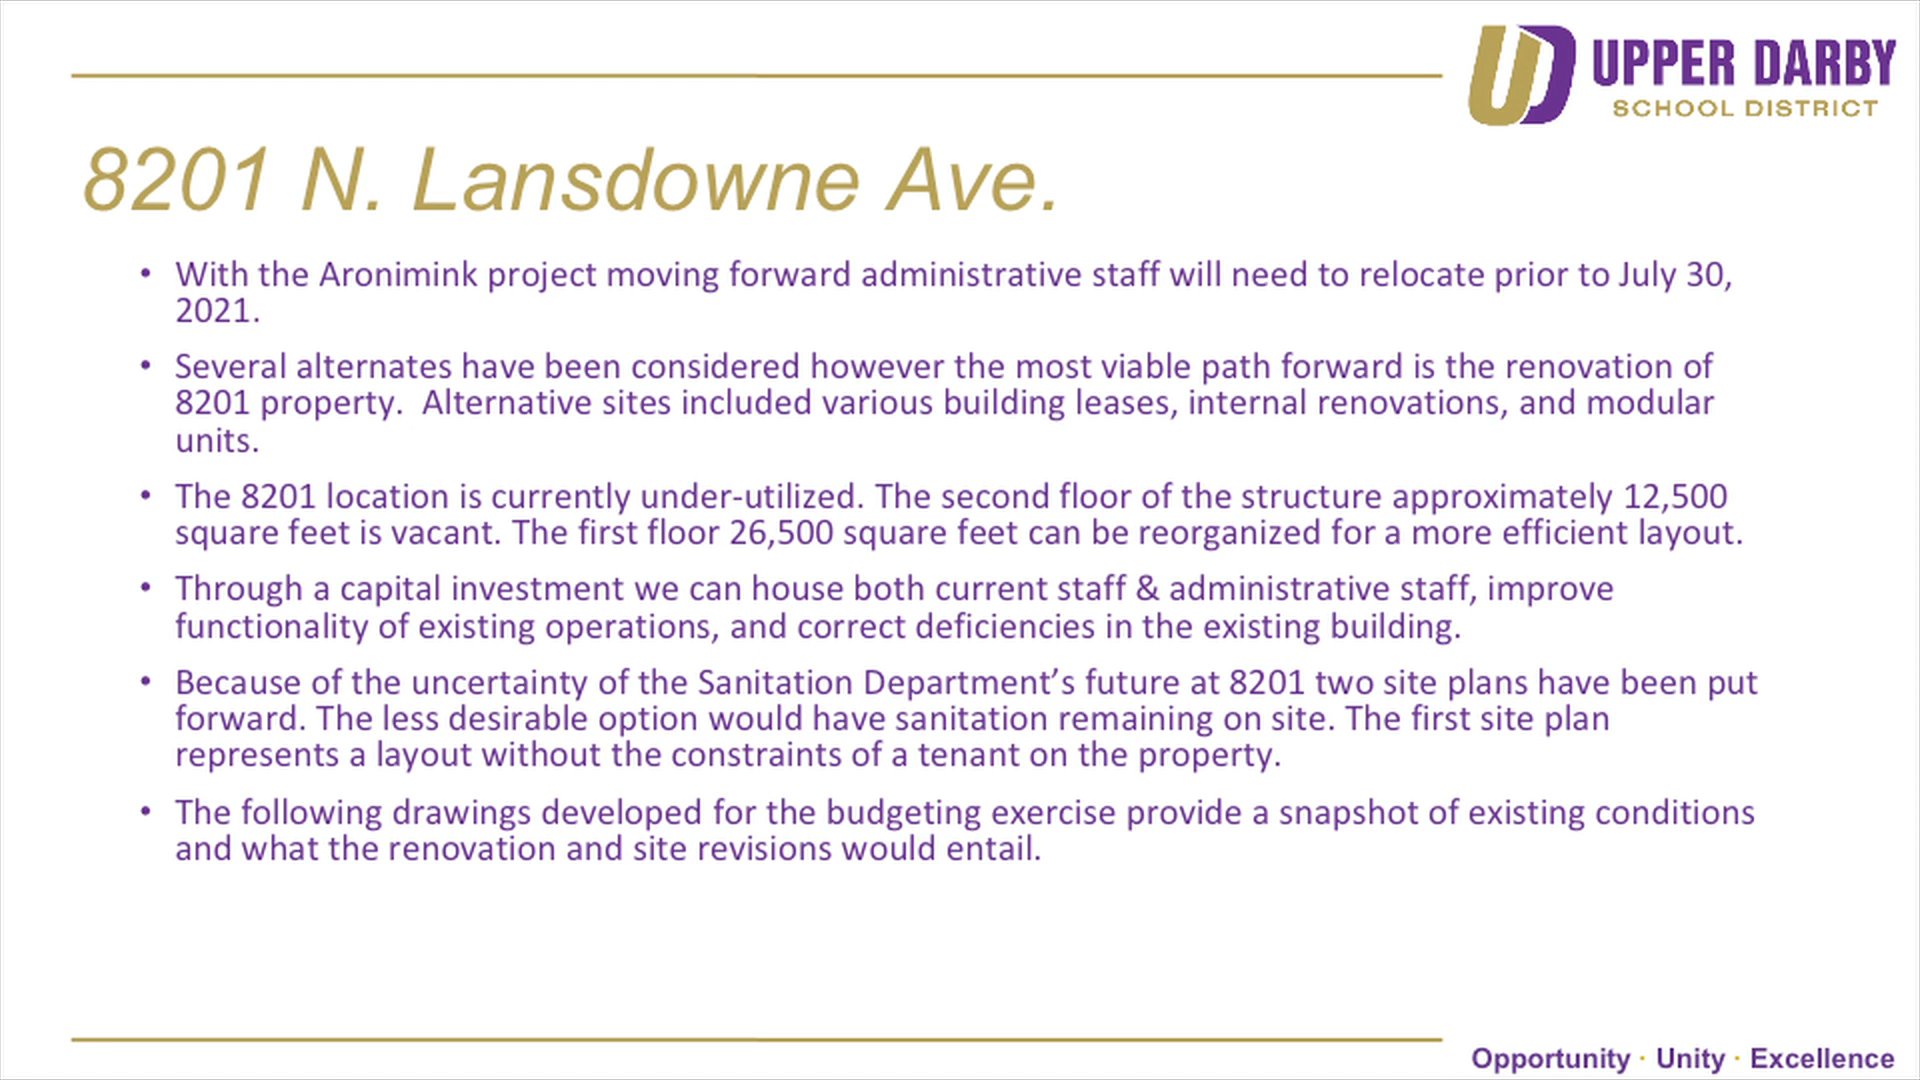 UPPER DARBY
SCHOOL DISTRICT
8201 N. Lansdowne Ave.
• With the Aronimink project moving forward administrative staff will need to relocate prior to July 30,
2021.
• Several alternates have been considered however the most viable path forward is the renovation of
8201 property.  Alternative sites included various building leases, internal renovations, and modular
units.
• The 8201 location is currently under-utilized. The second floor of the structure approximately 12,500
square feet is vacant. The first floor 26,500 square feet can be reorganized for a more efficient layout.
• Through a capital investment we can house both current staff & administrative staff, improve
functionality of existing operations, and correct deficiencies in the existing building.
• Because of the uncertainty of the Sanitation Department’s future at 8201 two site plans have been put
forward. The less desirable option would have sanitation remaining on site. The first site plan
represents a layout without the constraints of a tenant on the property.
• The following drawings developed for the budgeting exercise provide a snapshot of existing conditions
and what the renovation and site revisions would entail.
Opportunity · Unity · Excellence